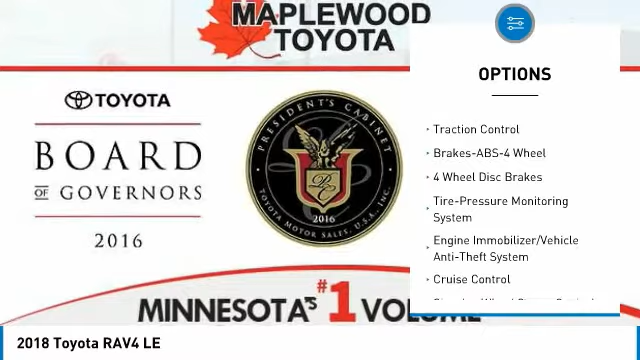 MAPLEWOOD
TOYOTA
TOYOTA
BOARD
OF GOVERNORS
2016
PRESIDENT'S CABINET
2016
TOYOTA MOTOR SALES, U.S.A., INC.
MINNESOTA'S #1 VOLUME
OPTIONS
Traction Control
Brakes-ABS-4 Wheel
4 Wheel Disc Brakes
Tire-Pressure Monitoring
System
Engine Immobilizer/Vehicle
Anti-Theft System
Cruise Control
2018 Toyota RAV4 LE